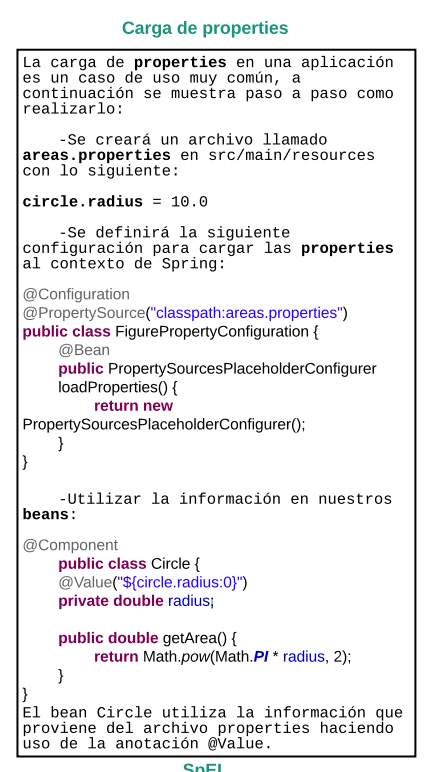 Carga de properties
La carga de properties en una aplicación
es un caso de uso muy común, a
continuación se muestra paso a paso como
realizarlo:
-Se creará un archivo llamado
areas.properties en src/main/resources
con lo siguiente:
circle.radius = 10.0
-Se definirá la siguiente
configuración para cargar las properties
al contexto de Spring:
@Configuration
@PropertySource("classpath:areas.properties")
public class FigurePropertyConfiguration {
@Bean
public PropertySourcesPlaceholderConfigurer
loadProperties() {
return new
PropertySourcesPlaceholderConfigurer();
}
}
-Utilizar la información en nuestros
beans:
@Component
public class Circle {
@Value("${circle.radius:0}")
private double radius;
public double getArea() {
return Math.pow(Math.PI * radius, 2);
}
}
El bean Circle utiliza la información que
proviene del archivo properties haciendo
uso de la anotación @Value.
SpEL